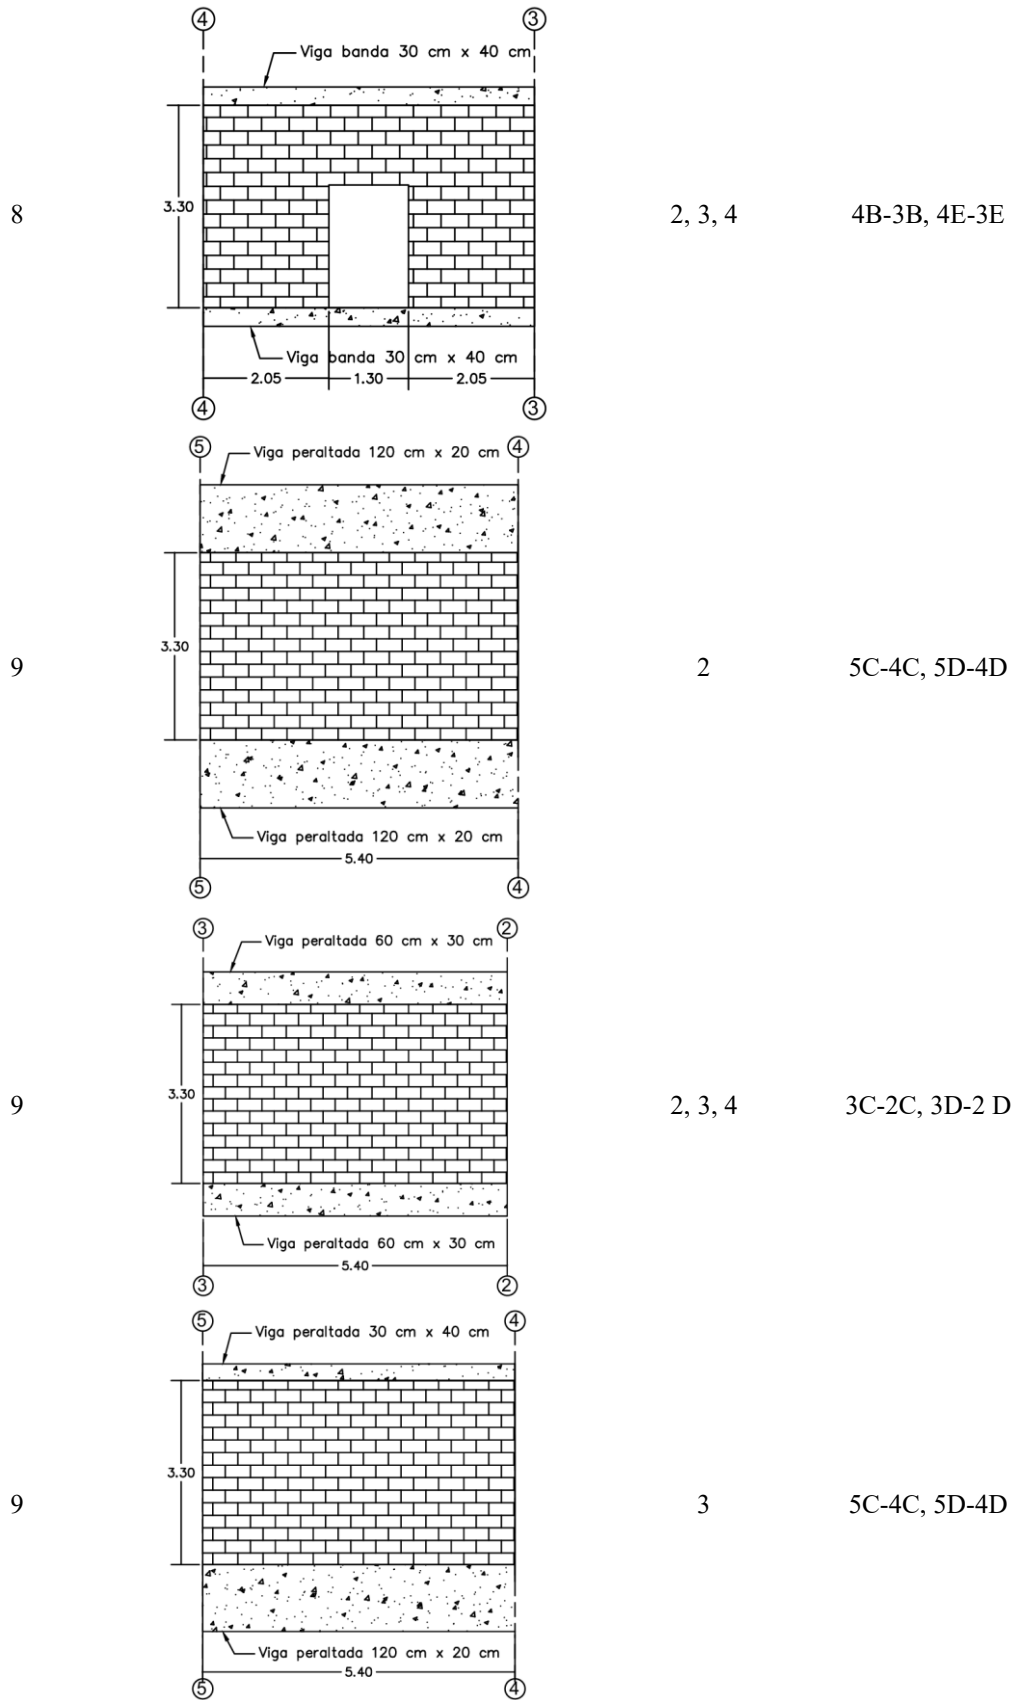 4 3
Viga banda 30 cm x 40 cm
8 3.30 2, 3, 4 4B-3B, 4E-3E
Viga banda 30 cm x 40 cm
2.05 1.30 2.05
4 3
5 4
Viga peraltada 120 cm x 20 cm
9 3.30 2 5C-4C, 5D-4D
Viga peraltada 120 cm x 20 cm
5.40
5 4
3 2
Viga peraltada 60 cm x 30 cm
9 3.30 2, 3, 4 3C-2C, 3D-2 D
Viga peraltada 60 cm x 30 cm
5.40
3 2
5 4
Viga peraltada 30 cm x 40 cm
9 3.30 3 5C-4C, 5D-4D
Viga peraltada 120 cm x 20 cm
5.40
5 4